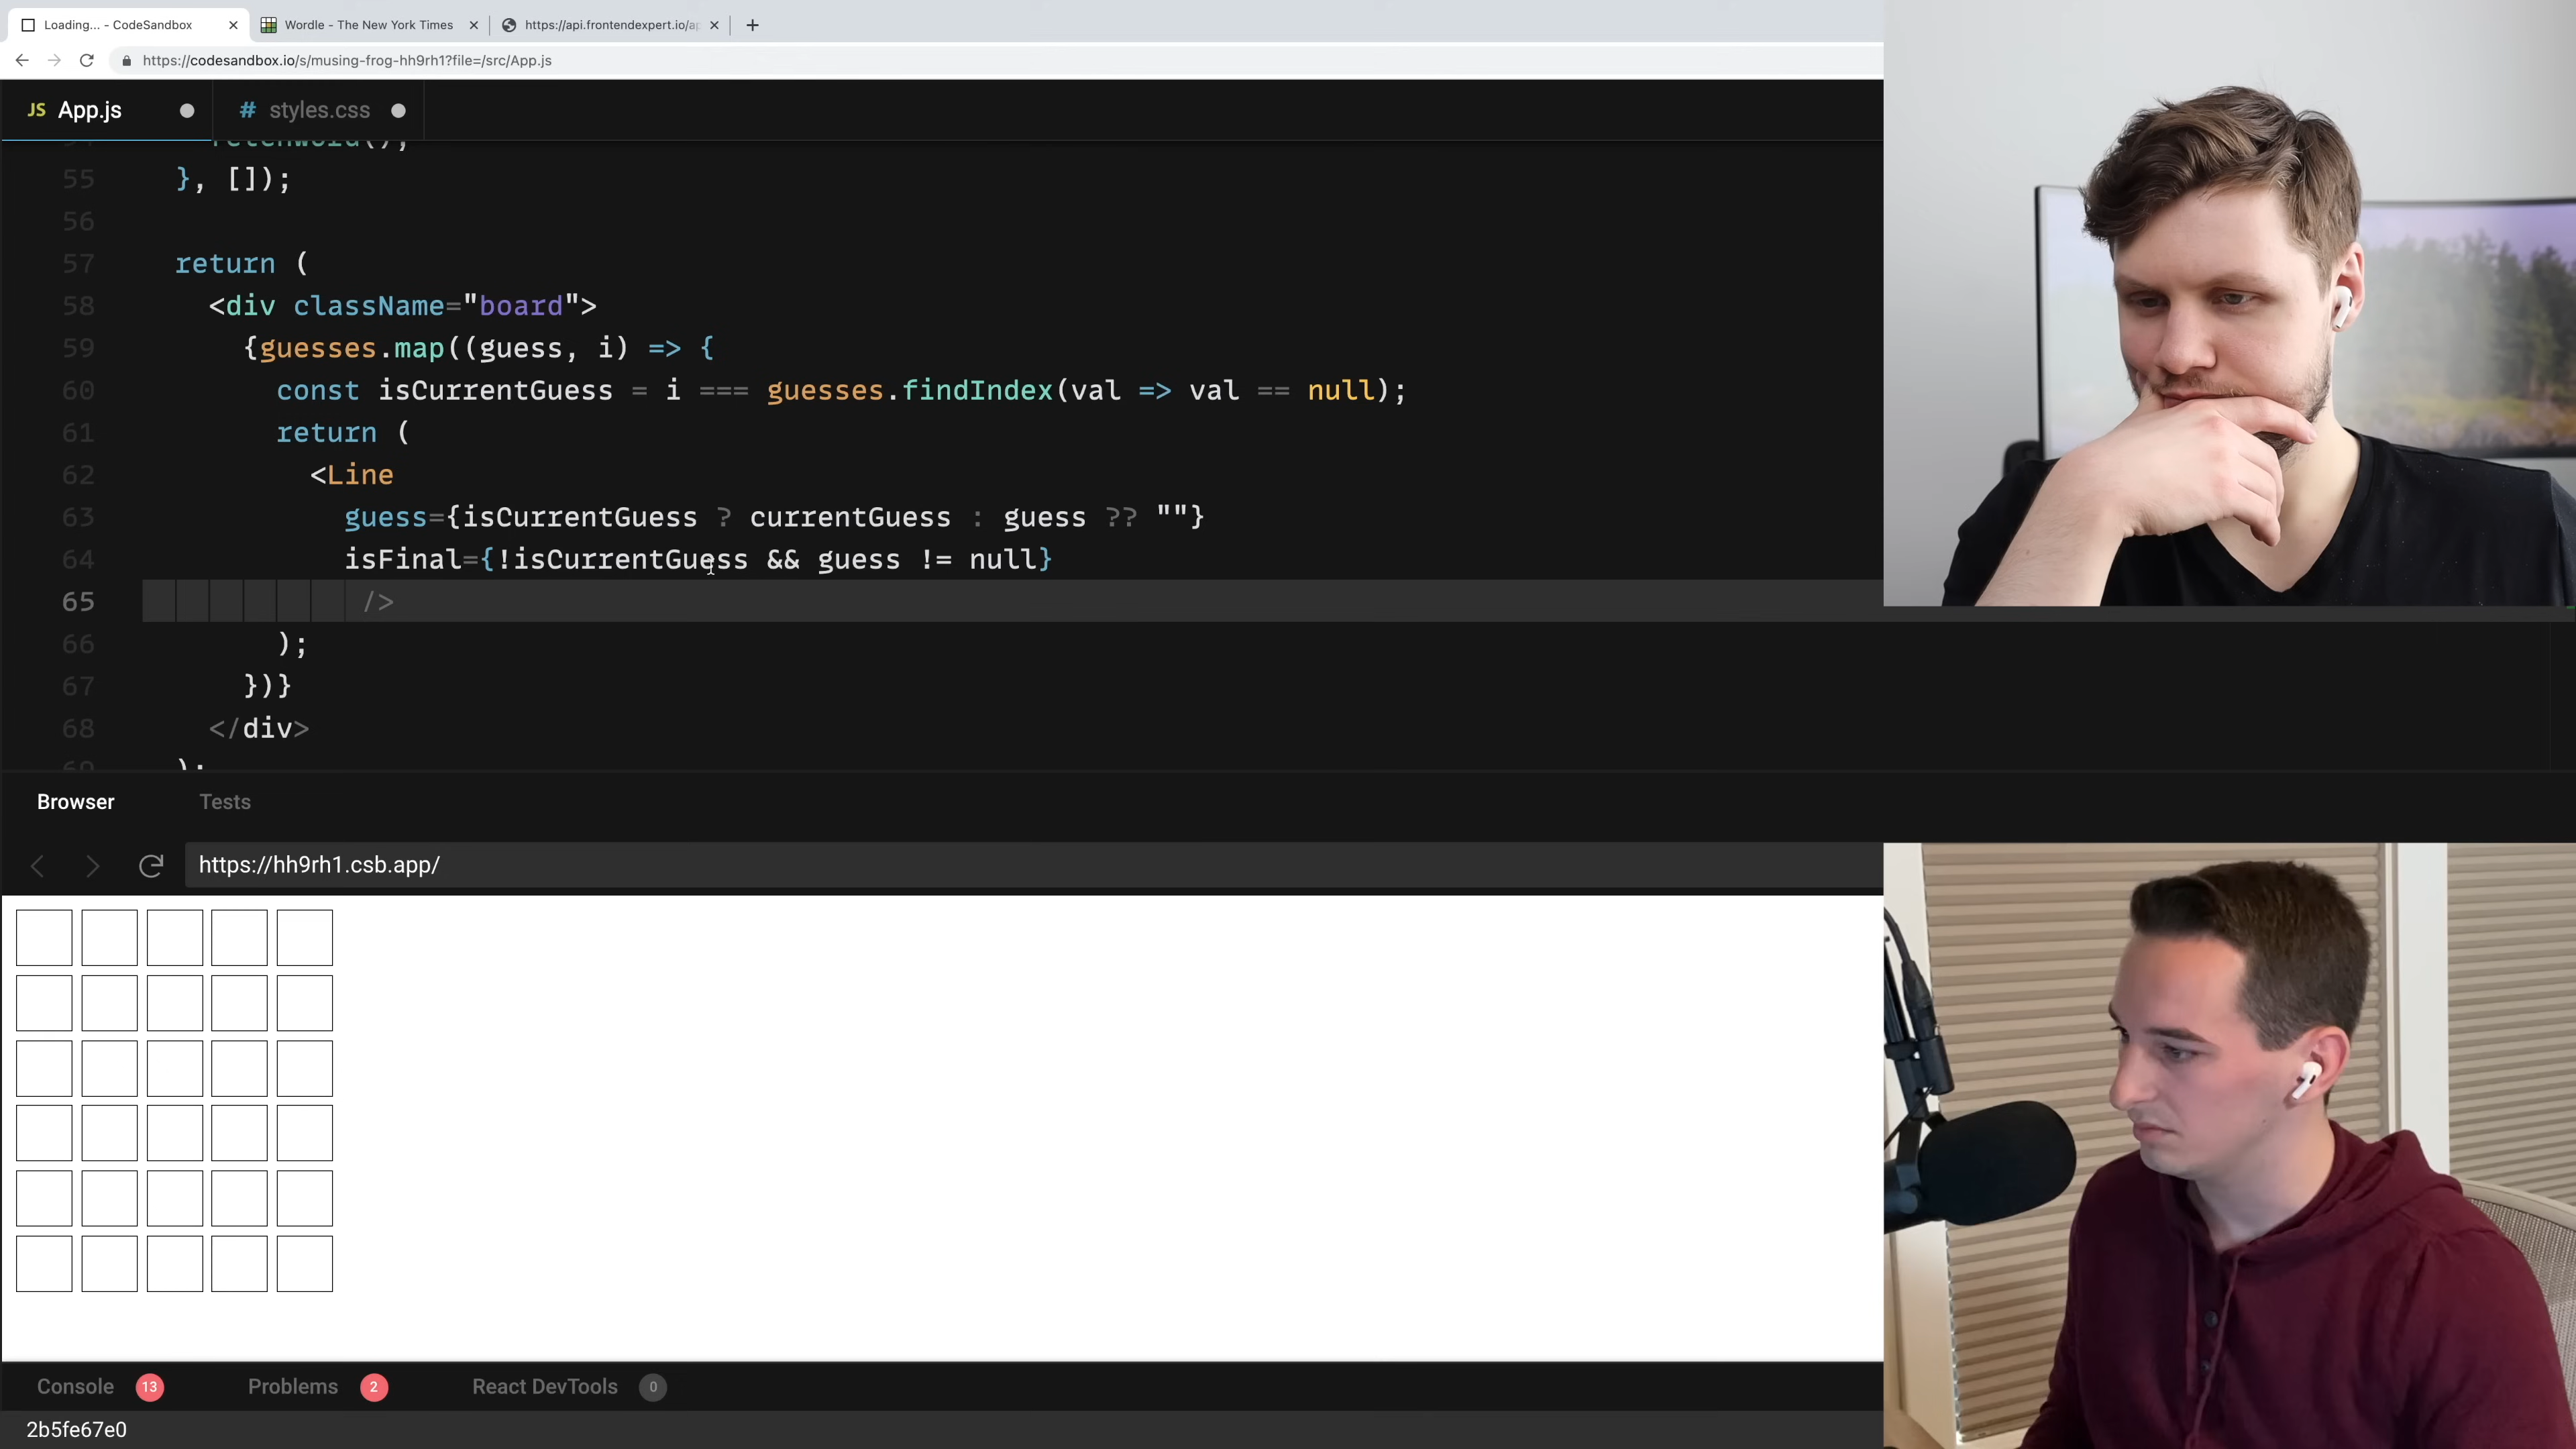 Loading... - CodeSandbox
Wordle - The New York Times
https://api.frontendexpert.io/ap
https://codesandbox.io/s/musing-frog-hh9rh1?file=/src/App.js
JS App.js
# styles.css
fetchWord();
55 }, []);
56
57 return (
58 <div className="board">
59 {guesses.map((guess, i) => {
60 const isCurrentGuess = i === guesses.findIndex(val => val == null);
61 return (
62 <Line
63 guess={isCurrentGuess ? currentGuess : guess ?? ""}
64 isFinal={!isCurrentGuess && guess != null}
65 />
66 );
67 })}
68 </div>
69 );
Browser Tests
https://hh9rh1.csb.app/
Console 13 Problems 2 React DevTools 0
2b5fe67e0